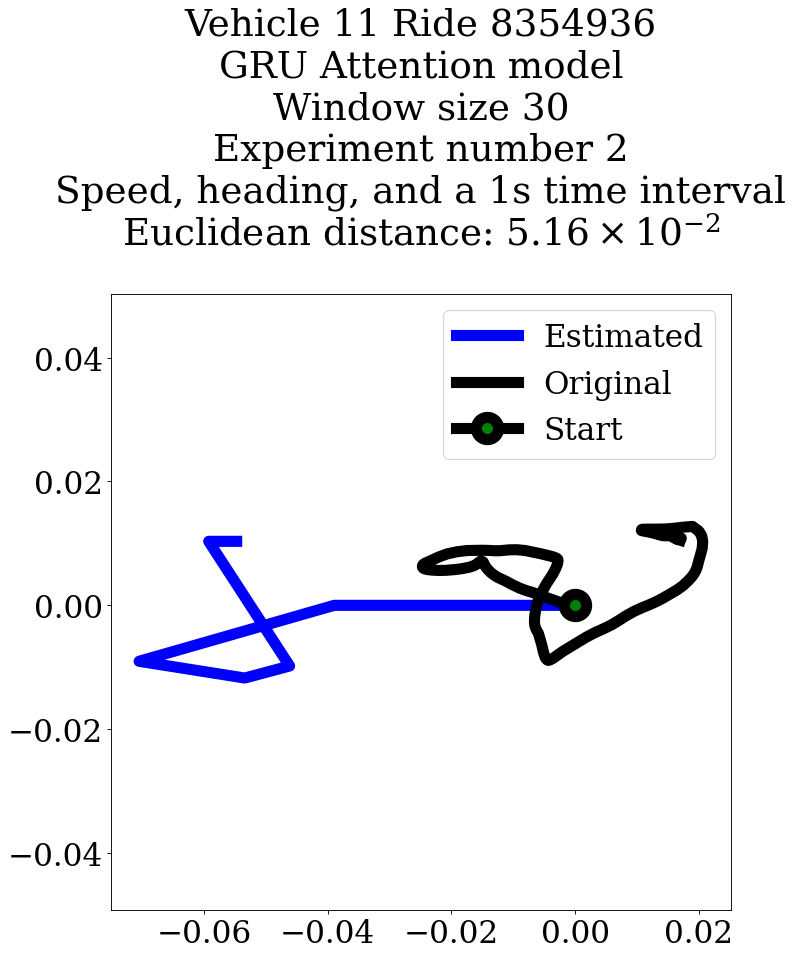 Vehicle 11 Ride 8354936
GRU Attention model
Window size 30
Experiment number 2
Speed, heading, and a 1s time interval
Euclidean distance: 5.16 × 10⁻²
Estimated
Original
Start
0.04
0.02
0.00
−0.02
−0.04
−0.06 −0.04 −0.02 0.00 0.02